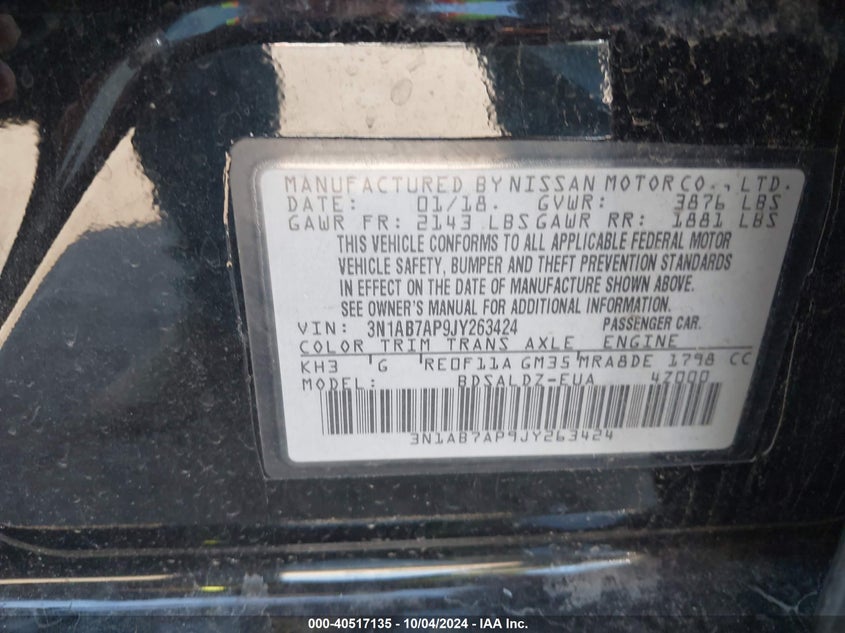 MANUFACTURED BY NISSAN MOTOR CO., LTD.
DATE: 01/18. GVWR: 3876 LBS
GAWR FR: 2143 LBS GAWR RR: 1881 LBS
THIS VEHICLE CONFORMS TO ALL APPLICABLE FEDERAL MOTOR
VEHICLE SAFETY, BUMPER AND THEFT PREVENTION STANDARDS
IN EFFECT ON THE DATE OF MANUFACTURE SHOWN ABOVE.
SEE OWNER'S MANUAL FOR ADDITIONAL INFORMATION.
VIN: 3N1AB7AP9JY263424 PASSENGER CAR.
COLOR TRIM TRANS AXLE ENGINE
KH3 G RE0F11A GM35 MRA8DE 1798 CC
MODEL: BDSALDZ-EUA 4Z000
3N1AB7AP9JY263424
000-40517135 - 10/04/2024 - IAA Inc.